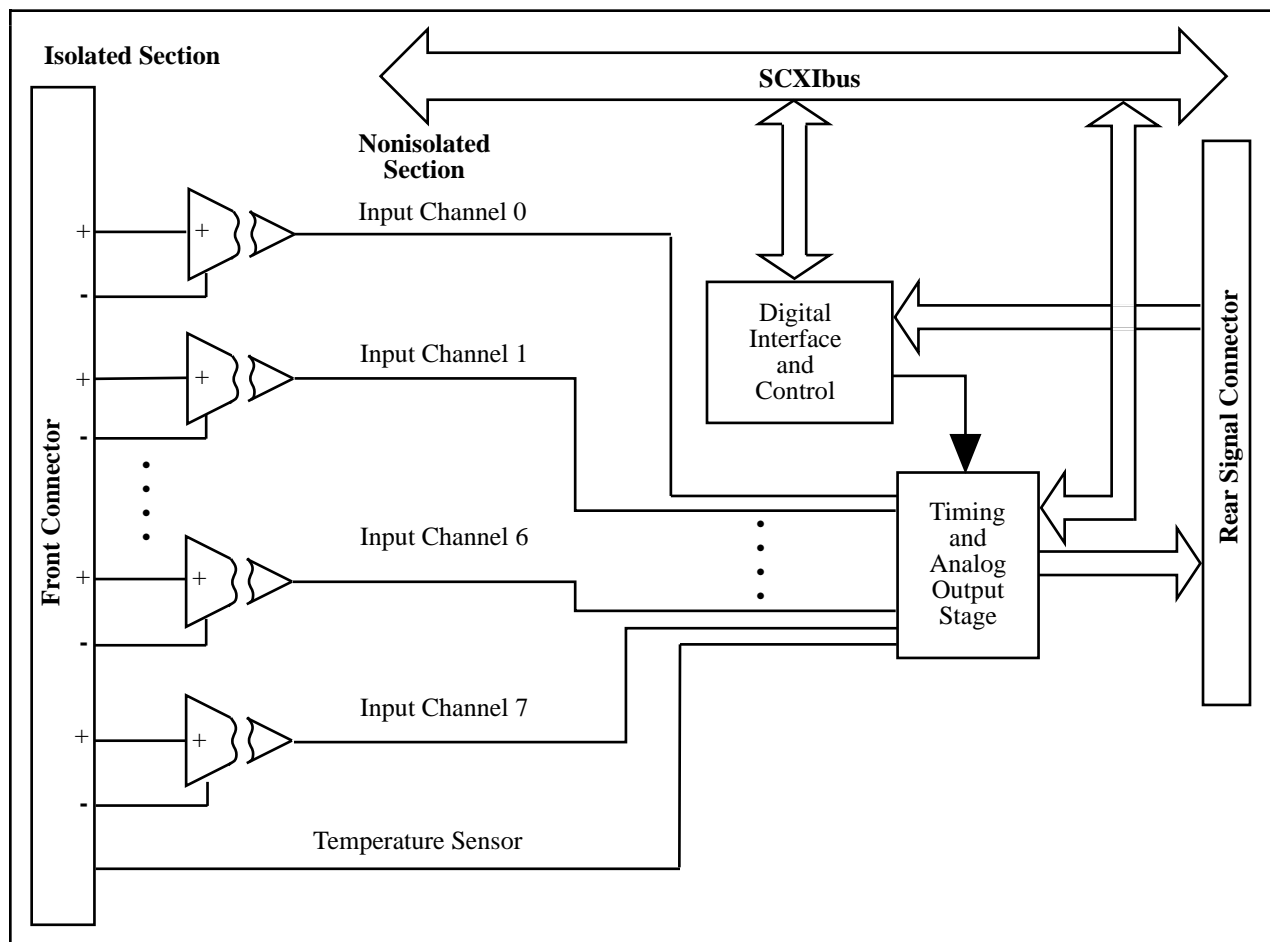 Isolated Section
SCXIbus
Nonisolated
Section
Input Channel 0
+
+
-
Digital
Interface
and
Control
Input Channel 1
+
+
-
Front Connector
Rear Signal Connector
Input Channel 6
+
+
-
Timing
and
Analog
Output
Stage
Input Channel 7
+
+
-
Temperature Sensor